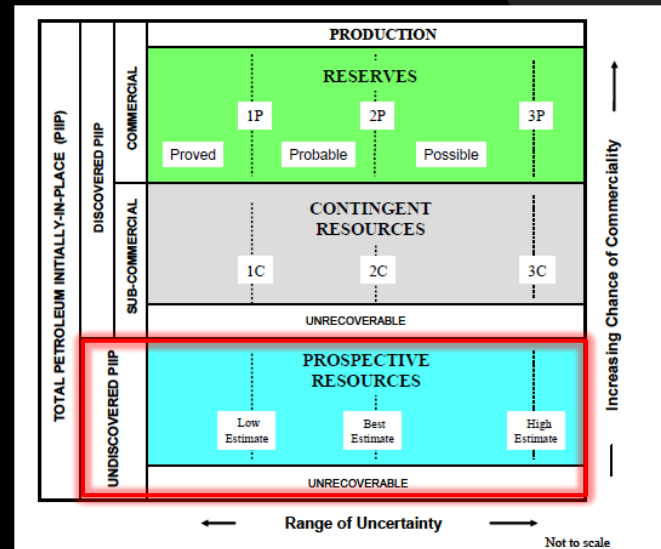 TOTAL PETROLEUM INITIALLY-IN-PLACE (PIIP)
DISCOVERED PIIP
COMMERCIAL
PRODUCTION
RESERVES
1P 2P 3P
Proved Probable Possible
SUB-COMMERCIAL
CONTINGENT
RESOURCES
1C 2C 3C
UNRECOVERABLE
UNDISCOVERED PIIP
PROSPECTIVE
RESOURCES
Low Best High
Estimate Estimate Estimate
UNRECOVERABLE
Increasing Chance of Commerciality
Range of Uncertainty
Not to scale